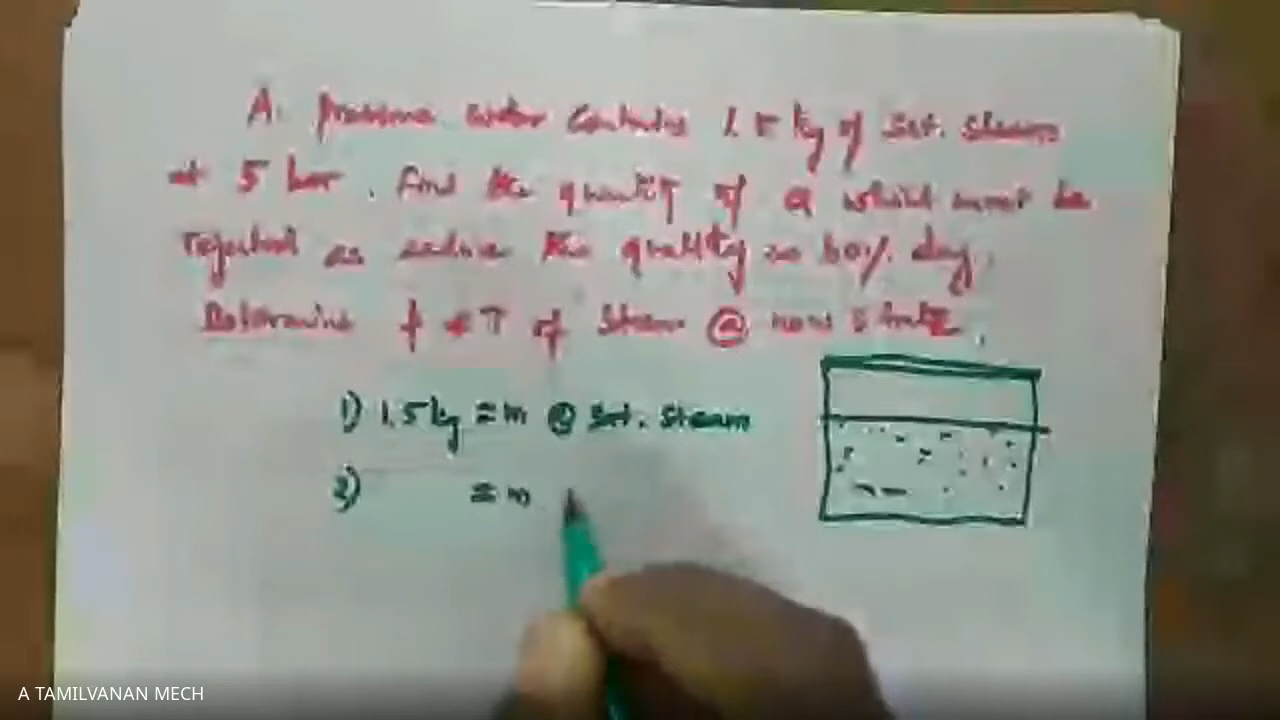 A. pressure cooker contains 1.5 kg of sat. steam
at 5 bar. Find the quantity of Q which must be
rejected so reduce the quality to 60% dry.
Determine p & T of steam @ new state.
1) 1.5 kg = m @ sat. steam
2) = m
A TAMILVANAN MECH